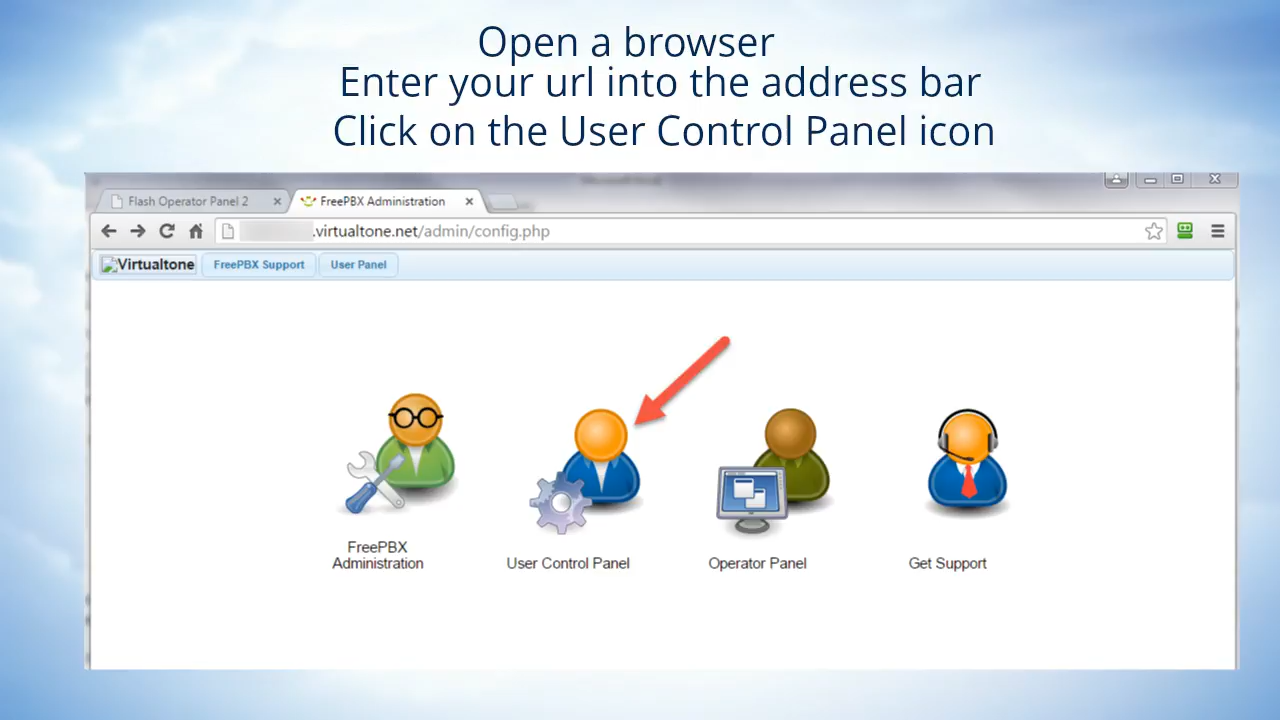 Open a browser
Enter your url into the address bar
Click on the User Control Panel icon
Flash Operator Panel 2
FreePBX Administration
.virtualtone.net/admin/config.php
Virtualtone
FreePBX Support
User Panel
FreePBX
Administration
User Control Panel
Operator Panel
Get Support